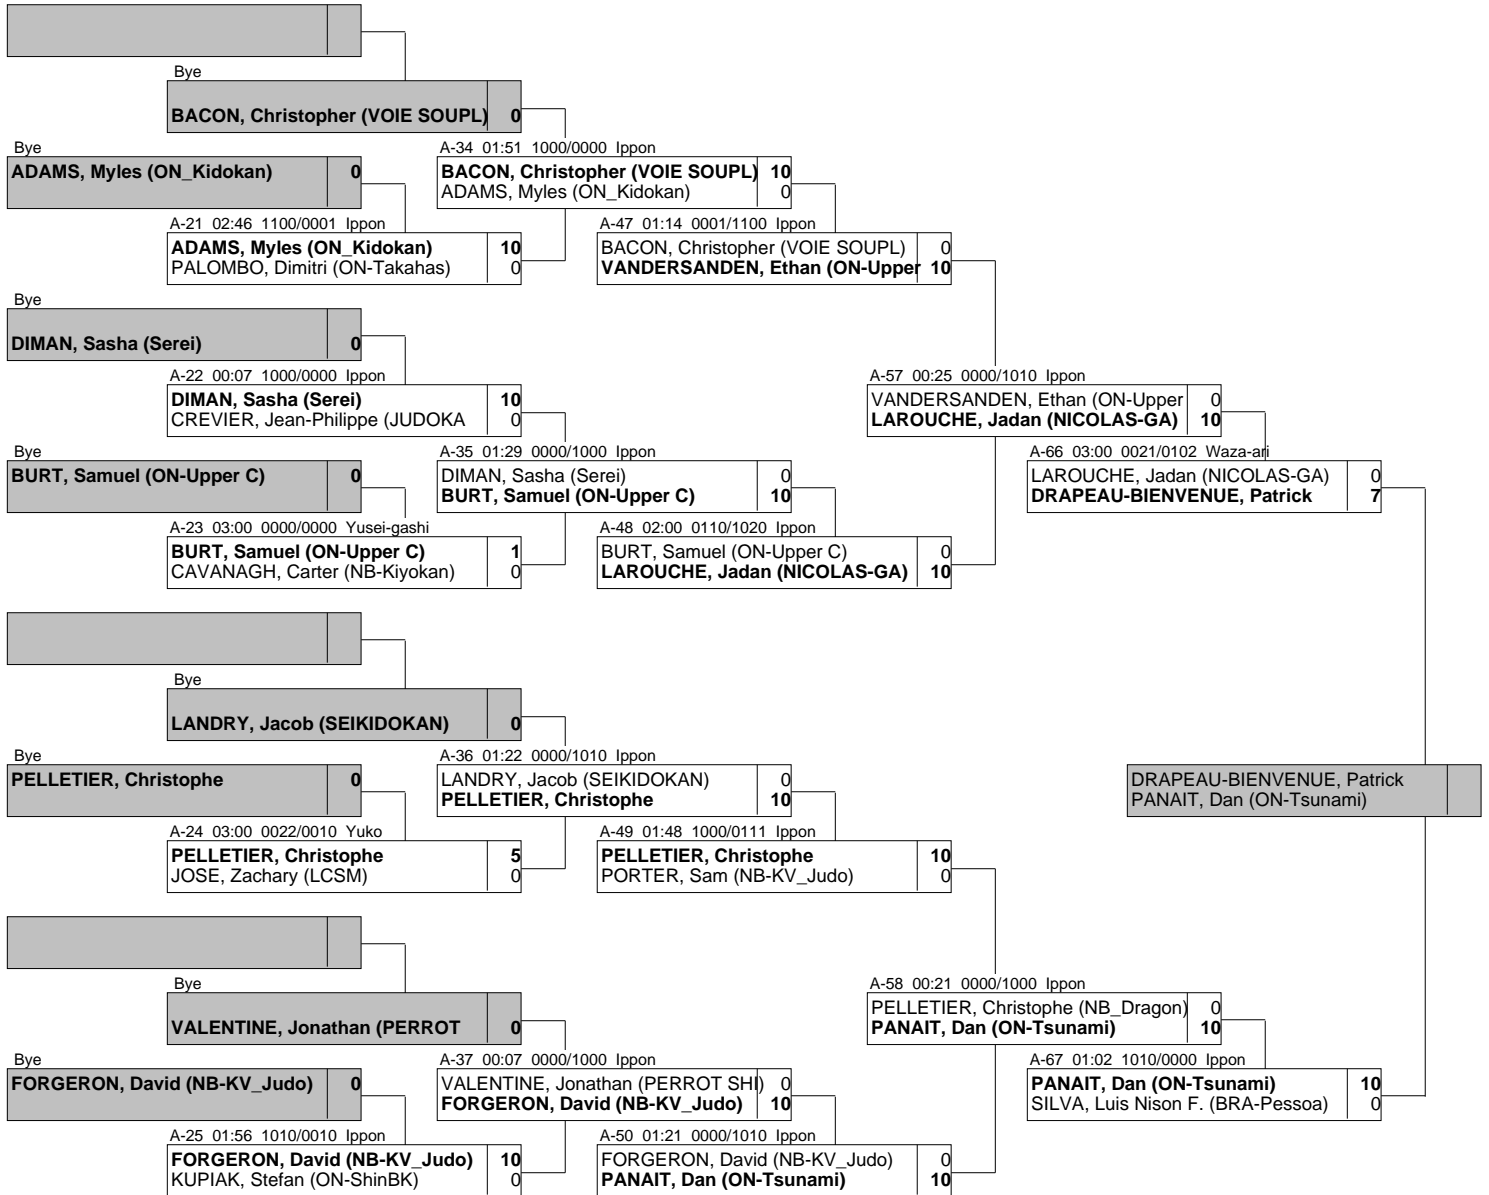 Bye
BACON, Christopher (VOIE SOUPL) 0
Bye
ADAMS, Myles (ON_Kidokan) 0
A-34 01:51 1000/0000 Ippon
BACON, Christopher (VOIE SOUPL) 10
ADAMS, Myles (ON_Kidokan) 0
A-21 02:46 1100/0001 Ippon
ADAMS, Myles (ON_Kidokan) 10
PALOMBO, Dimitri (ON-Takahas) 0
A-47 01:14 0001/1100 Ippon
BACON, Christopher (VOIE SOUPL) 0
VANDERSANDEN, Ethan (ON-Upper 10
Bye
DIMAN, Sasha (Serei) 0
A-22 00:07 1000/0000 Ippon
DIMAN, Sasha (Serei) 10
CREVIER, Jean-Philippe (JUDOKA 0
A-57 00:25 0000/1010 Ippon
VANDERSANDEN, Ethan (ON-Upper 0
LAROUCHE, Jadan (NICOLAS-GA) 10
Bye
BURT, Samuel (ON-Upper C) 0
A-35 01:29 0000/1000 Ippon
DIMAN, Sasha (Serei) 0
BURT, Samuel (ON-Upper C) 10
A-66 03:00 0021/0102 Waza-ari
LAROUCHE, Jadan (NICOLAS-GA) 0
DRAPEAU-BIENVENUE, Patrick 7
A-23 03:00 0000/0000 Yusei-gashi
BURT, Samuel (ON-Upper C) 1
CAVANAGH, Carter (NB-Kiyokan) 0
A-48 02:00 0110/1020 Ippon
BURT, Samuel (ON-Upper C) 0
LAROUCHE, Jadan (NICOLAS-GA) 10
Bye
LANDRY, Jacob (SEIKIDOKAN) 0
Bye
PELLETIER, Christophe 0
A-36 01:22 0000/1010 Ippon
LANDRY, Jacob (SEIKIDOKAN) 0
PELLETIER, Christophe 10
DRAPEAU-BIENVENUE, Patrick
PANAIT, Dan (ON-Tsunami)
A-24 03:00 0022/0010 Yuko
PELLETIER, Christophe 5
JOSE, Zachary (LCSM) 0
A-49 01:48 1000/0111 Ippon
PELLETIER, Christophe 10
PORTER, Sam (NB-KV_Judo) 0
Bye
VALENTINE, Jonathan (PERROT 0
A-58 00:21 0000/1000 Ippon
PELLETIER, Christophe (NB_Dragon) 0
PANAIT, Dan (ON-Tsunami) 10
Bye
FORGERON, David (NB-KV_Judo) 0
A-37 00:07 0000/1000 Ippon
VALENTINE, Jonathan (PERROT SHI) 0
FORGERON, David (NB-KV_Judo) 10
A-67 01:02 1010/0000 Ippon
PANAIT, Dan (ON-Tsunami) 10
SILVA, Luis Nison F. (BRA-Pessoa) 0
A-25 01:56 1010/0010 Ippon
FORGERON, David (NB-KV_Judo) 10
KUPIAK, Stefan (ON-ShinBK) 0
A-50 01:21 0000/1010 Ippon
FORGERON, David (NB-KV_Judo) 0
PANAIT, Dan (ON-Tsunami) 10